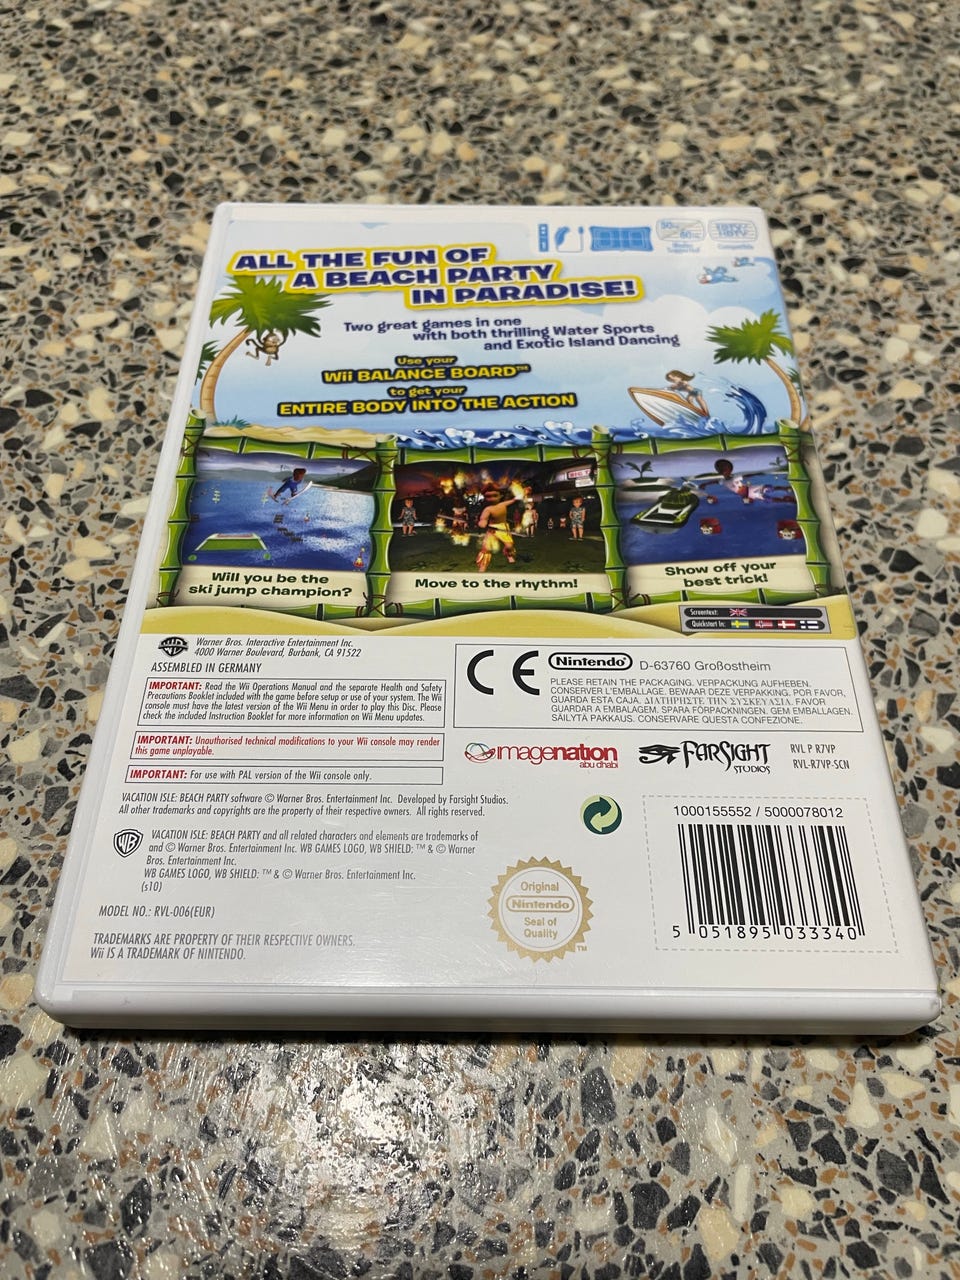 50Hz
60Hz
Modes
Supported
EDTV/
HDTV
Compatible
ALL THE FUN OF
A BEACH PARTY
IN PARADISE!
Two great games in one
with both thrilling Water Sports
and Exotic Island Dancing
Use your
Wii BALANCE BOARD™
to get your
ENTIRE BODY INTO THE ACTION
Will you be the
ski jump champion?
Move to the rhythm!
Show off your
best trick!
Screentext:
Quickstart In:
Warner Bros. Interactive Entertainment Inc.
4000 Warner Boulevard, Burbank, CA 91522
ASSEMBLED IN GERMANY
IMPORTANT: Read the Wii Operations Manual and the separate Health and Safety
Precautions Booklet included with the game before setup or use of your system. The Wii
console must have the latest version of the Wii Menu in order to play this Disc. Please
check the included Instruction Booklet for more information on Wii Menu updates.
IMPORTANT: Unauthorised technical modifications to your Wii console may render
this game unplayable.
IMPORTANT: For use with PAL version of the Wii console only.
CE
Nintendo D-63760 Großostheim
PLEASE RETAIN THE PACKAGING. VERPACKUNG AUFHEBEN.
CONSERVER L'EMBALLAGE. BEWAAR DEZE VERPAKKING. POR FAVOR,
GUARDA ESTA CAJA. ΔΙΑΤΗΡΗΣΤΕ ΤΗΝ ΣΥΣΚΕΥΑΣΙΑ. FAVOR
GUARDAR A EMBALAGEM. SPARA FÖRPACKNINGEN. GEM EMBALLAGEN.
SÄILYTÄ PAKKAUS. CONSERVARE QUESTA CONFEZIONE.
imagenation
abu dhabi
FARSIGHT
STUDIOS
RVL P R7VP
RVL-R7VP-SCN
VACATION ISLE: BEACH PARTY software © Warner Bros. Entertainment Inc. Developed by Farsight Studios.
All other trademarks and copyrights are the property of their respective owners. All rights reserved.
WB
VACATION ISLE: BEACH PARTY and all related characters and elements are trademarks of
and © Warner Bros. Entertainment Inc. WB GAMES LOGO, WB SHIELD: ™ & © Warner
Bros. Entertainment Inc.
WB GAMES LOGO, WB SHIELD: ™ & © Warner Bros. Entertainment Inc.
(s10)
MODEL NO.: RVL-006(EUR)
TRADEMARKS ARE PROPERTY OF THEIR RESPECTIVE OWNERS.
Wii IS A TRADEMARK OF NINTENDO.
Original
Nintendo
Seal of
Quality
TM
1000155552 / 5000078012
5 051895 033340